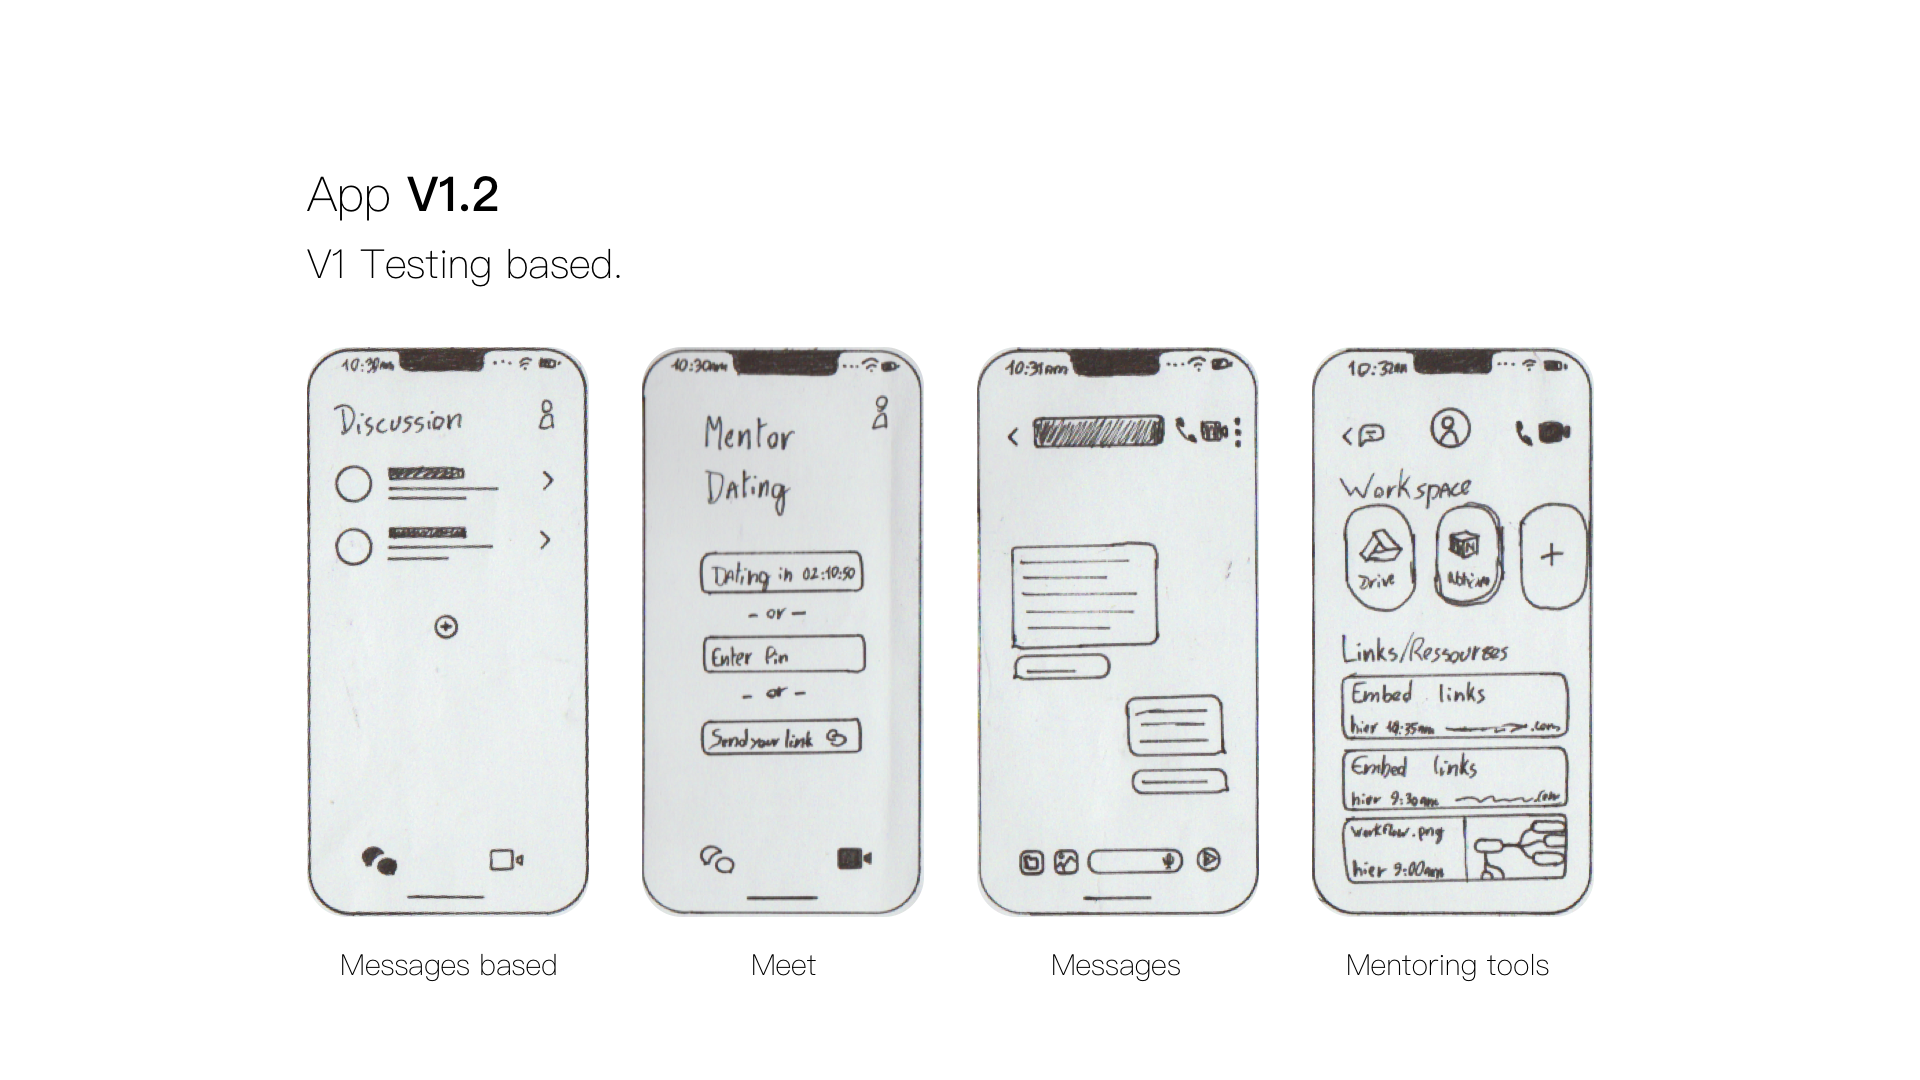 App V1.2
V1 Testing based.
10:30am
Discussion
Messages based
10:30am
Mentor
Dating
Dating in 02:10:50
- or -
Enter Pin
- or -
Send your link
Meet
10:31am
Messages
10:32am
Workspace
Drive
Notion
+
Links/Ressources
Embed links
hier 10:35am .com
Embed links
hier 9:30am .com
workflow.png
hier 9:00am
Mentoring tools